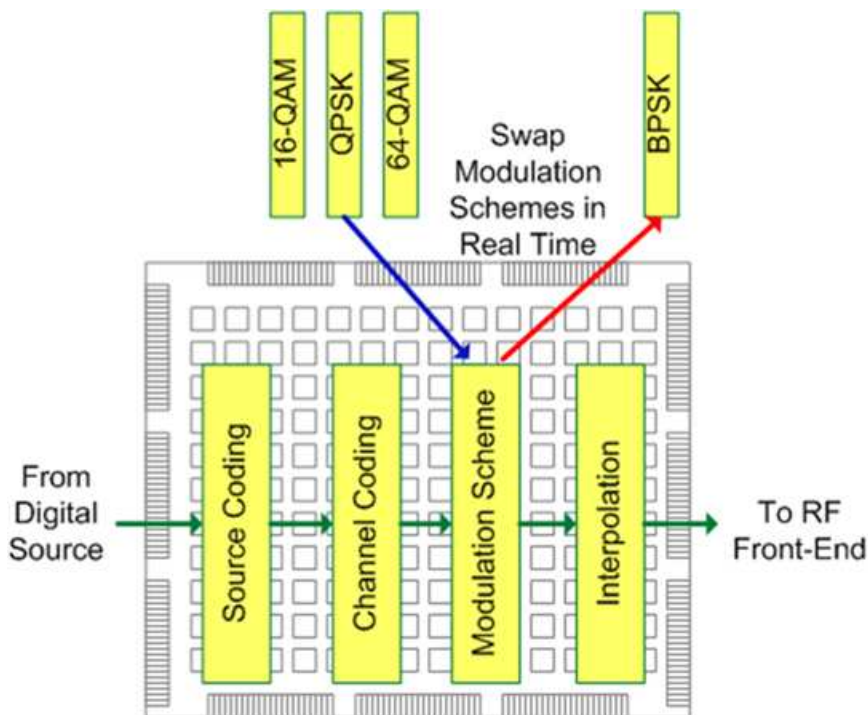 16-QAM
QPSK
64-QAM
BPSK
Swap
Modulation
Schemes in
Real Time
From
Digital
Source
Source Coding
Channel Coding
Modulation Scheme
Interpolation
To RF
Front-End